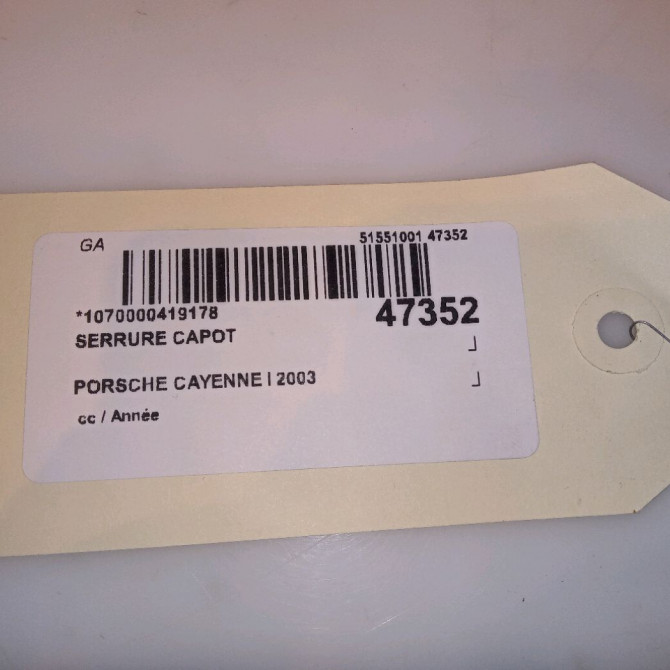 GA
51551001 47352
*1070000419178
47352
SERRURE CAPOT
PORSCHE CAYENNE I 2003
cc / Année